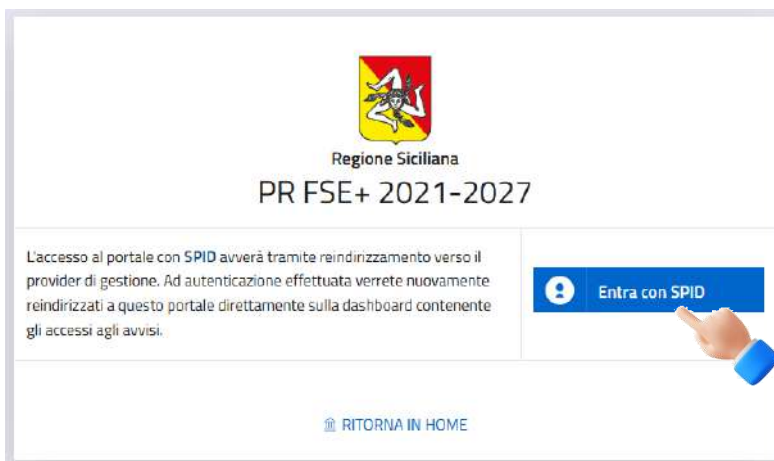 Regione Siciliana
PR FSE+ 2021-2027
L'accesso al portale con SPID avverà tramite reindirizzamento verso il
provider di gestione. Ad autenticazione effettuata verrete nuovamente
reindirizzati a questo portale direttamente sulla dashboard contenente
gli accessi agli avvisi.
Entra con SPID
RITORNA IN HOME